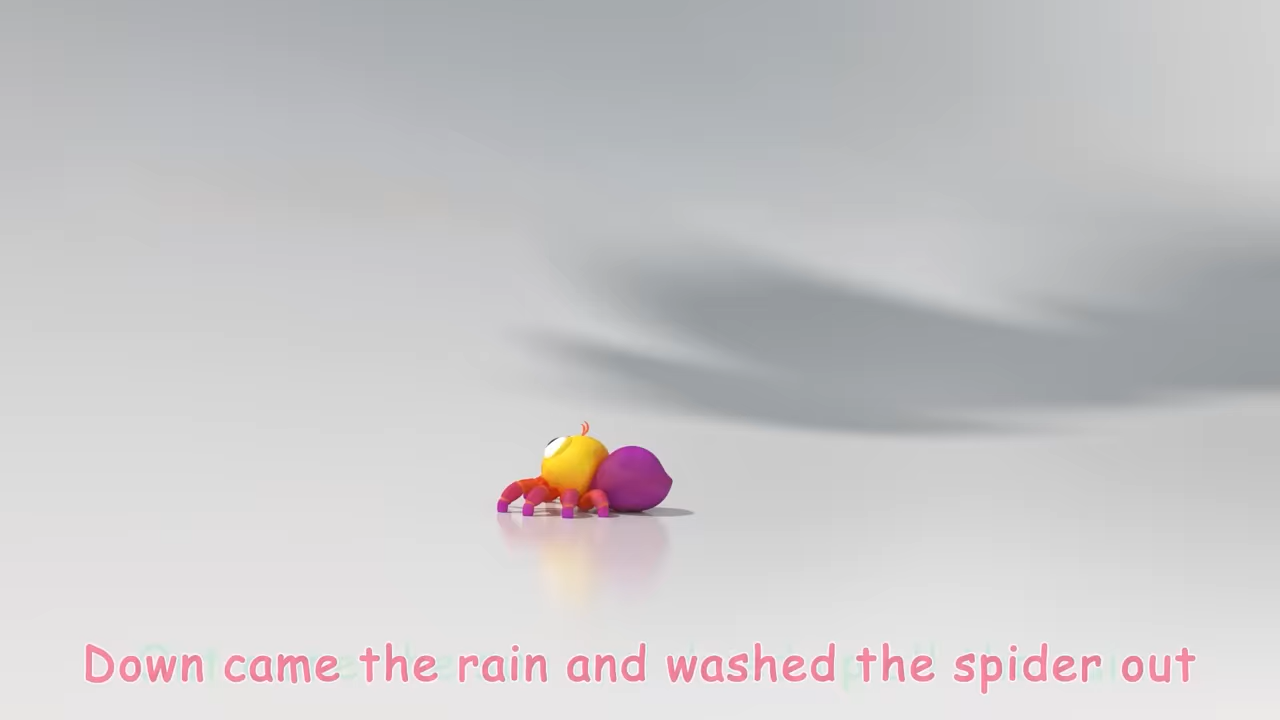 Down came the rain and washed the spider out